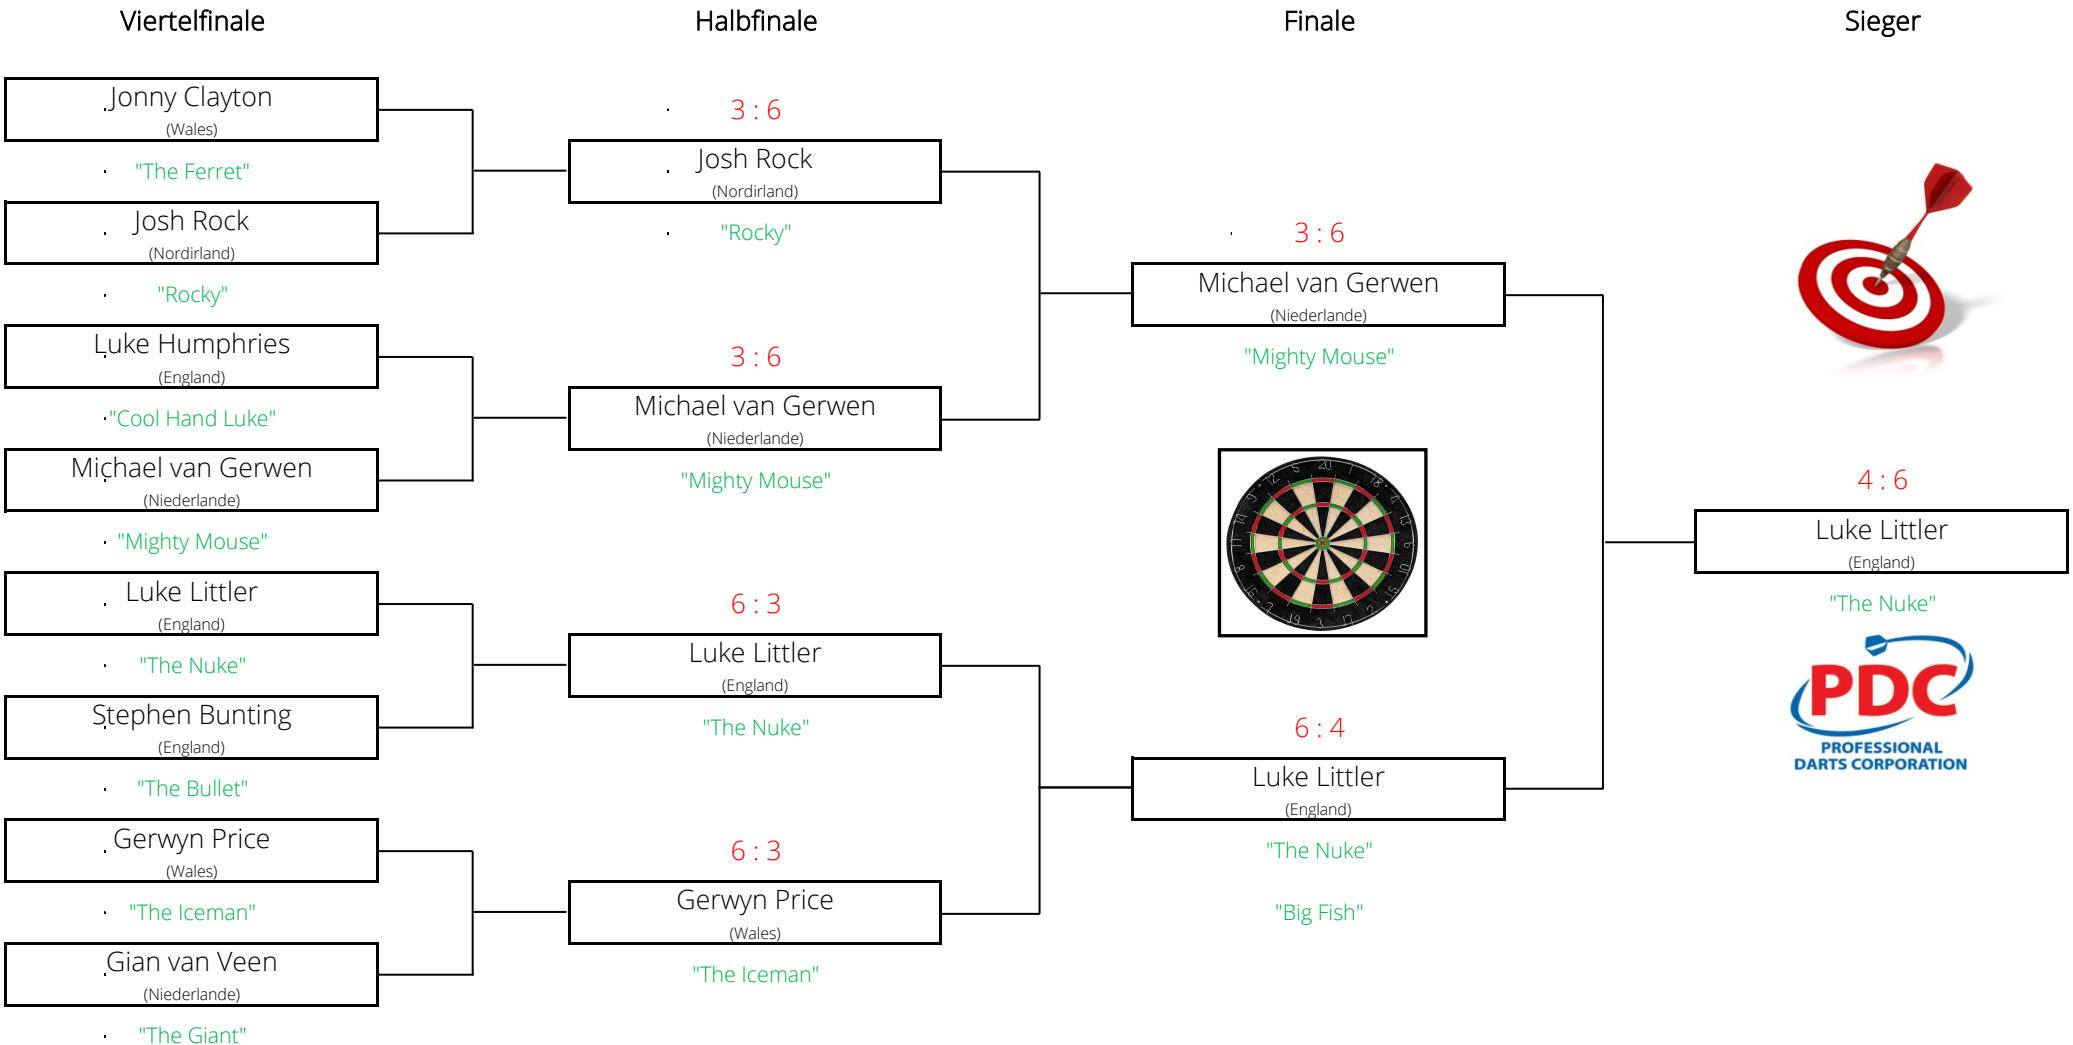 Viertelfinale
Halbfinale
Finale
Sieger
Jonny Clayton
(Wales)
"The Ferret"
Josh Rock
(Nordirland)
"Rocky"
Luke Humphries
(England)
"Cool Hand Luke"
Michael van Gerwen
(Niederlande)
"Mighty Mouse"
Luke Littler
(England)
"The Nuke"
Stephen Bunting
(England)
"The Bullet"
Gerwyn Price
(Wales)
"The Iceman"
Gian van Veen
(Niederlande)
"The Giant"
3 : 6
Josh Rock
(Nordirland)
"Rocky"
3 : 6
Michael van Gerwen
(Niederlande)
"Mighty Mouse"
6 : 3
Luke Littler
(England)
"The Nuke"
6 : 3
Gerwyn Price
(Wales)
"The Iceman"
3 : 6
Michael van Gerwen
(Niederlande)
"Mighty Mouse"
6 : 4
Luke Littler
(England)
"The Nuke"
"Big Fish"
4 : 6
Luke Littler
(England)
"The Nuke"
PDC
PROFESSIONAL
DARTS CORPORATION